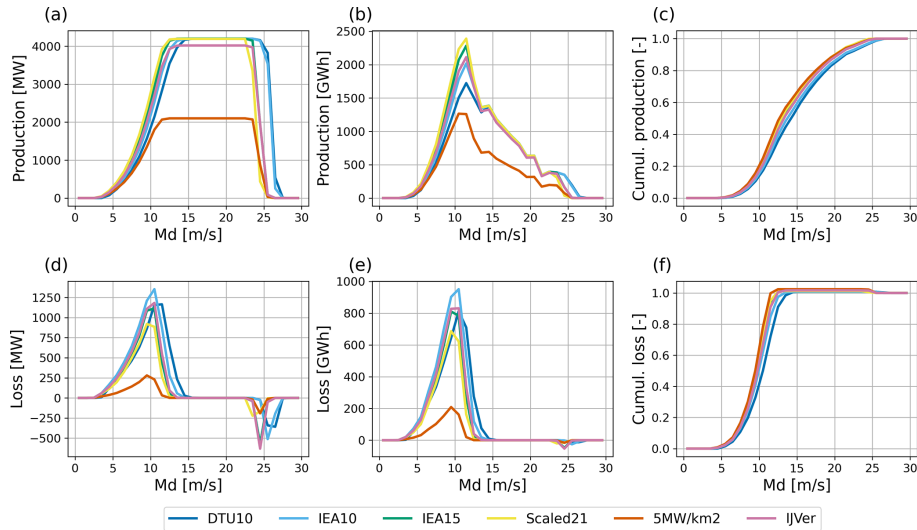 (a) (b) (c)
Production [MW]
4000
3000
2000
1000
0
0 5 10 15 20 25 30
Md [m/s]
Production [GWh]
2500
2000
1500
1000
500
0
0 5 10 15 20 25 30
Md [m/s]
Cumul. production [-]
1.0
0.8
0.6
0.4
0.2
0.0
0 5 10 15 20 25 30
Md [m/s]
(d) (e) (f)
Loss [MW]
1250
1000
750
500
250
0
−250
−500
0 5 10 15 20 25 30
Md [m/s]
Loss [GWh]
1000
800
600
400
200
0
0 5 10 15 20 25 30
Md [m/s]
Cumul. loss [-]
1.0
0.8
0.6
0.4
0.2
0.0
0 5 10 15 20 25 30
Md [m/s]
DTU10 IEA10 IEA15 Scaled21 5MW/km2 IJVer